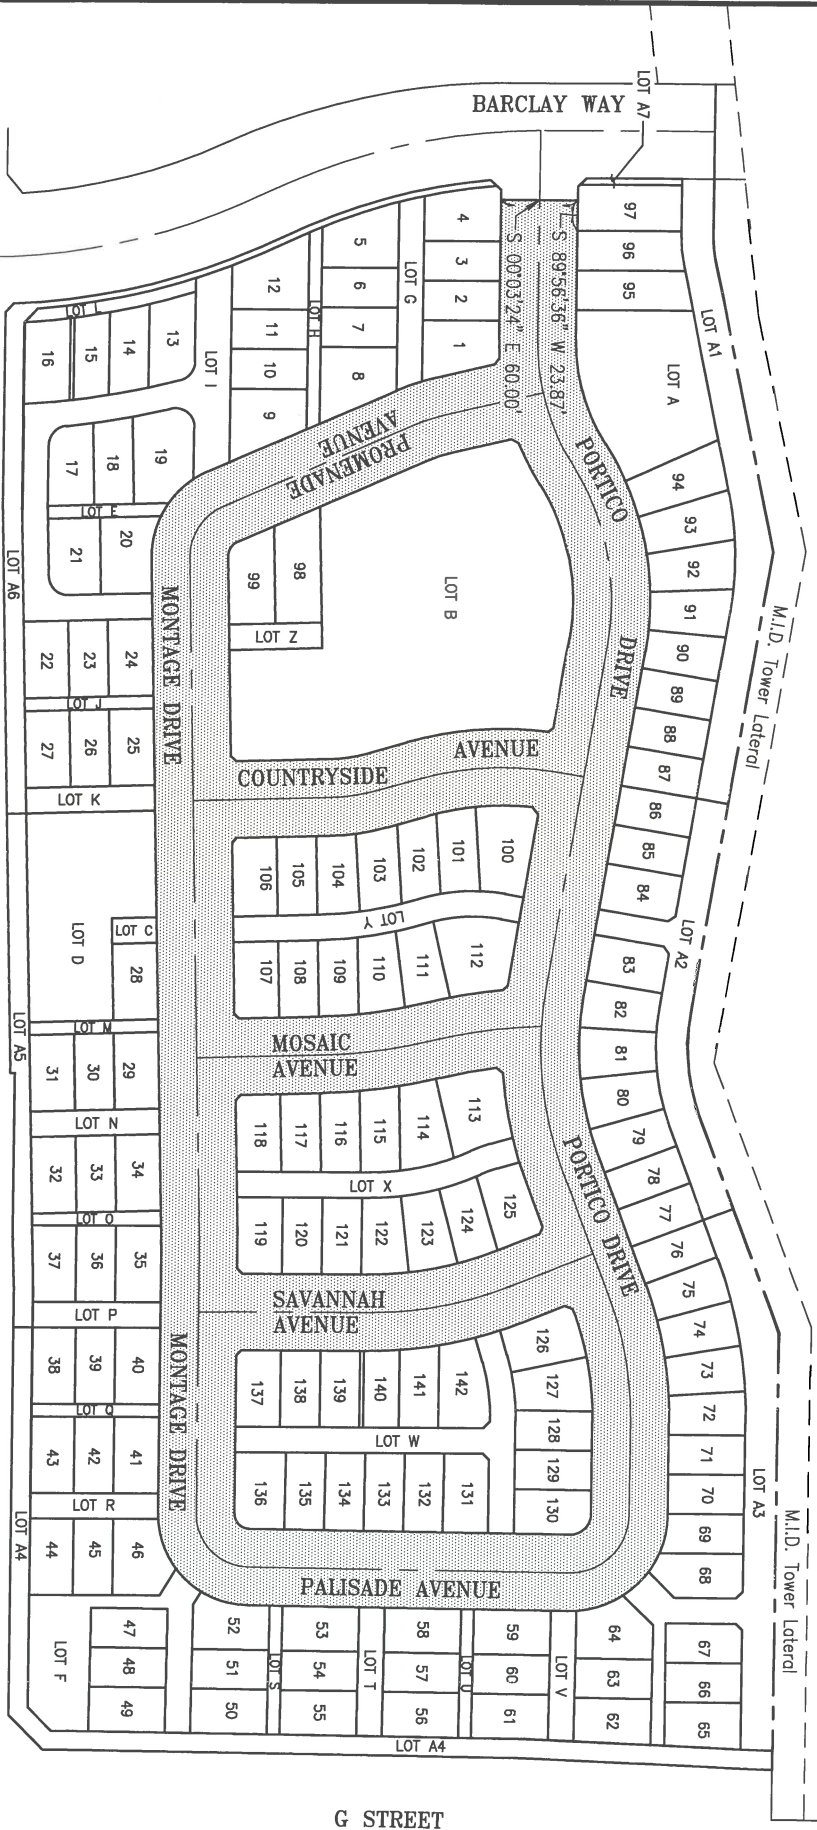 BARCLAY WAY
LOT A7
97
96
95
S 89°56'36" W 23.87'
S 00°03'24" E 60.00'
4
3
2
1
LOT G
5
6
7
8
LOT H
12
11
10
9
LOT I
LOT L
13
14
15
16
LOT A1
LOT A
PORTICO
DRIVE
PROMENADE
AVENUE
94
93
92
91
90
89
88
87
86
85
84
M.I.D. Tower Lateral
19
18
17
LOT E
20
21
LOT A6
98
99
LOT Z
LOT B
MONTAGE DRIVE
22
23
24
LOT J
27
26
25
LOT K
COUNTRYSIDE
AVENUE
106
105
104
103
102
101
100
LOT Y
107
108
109
110
111
112
LOT A2
83
82
81
80
79
78
77
76
75
74
73
72
71
70
69
68
LOT C
LOT D
28
LOT M
LOT A5
31
30
29
LOT N
32
33
34
LOT O
37
36
35
LOT P
MOSAIC
AVENUE
118
117
116
115
114
113
LOT X
119
120
121
122
123
124
125
PORTICO DRIVE
SAVANNAH
AVENUE
MONTAGE DRIVE
38
39
40
LOT Q
43
42
41
LOT R
44
45
46
LOT A4
137
138
139
140
141
142
LOT W
136
135
134
133
132
131
126
127
128
129
130
LOT A3
M.I.D. Tower Lateral
PALISADE AVENUE
LOT F
47
48
49
52
51
50
LOT S
53
54
55
LOT T
58
57
56
LOT U
59
60
61
LOT V
64
63
62
67
66
65
LOT A4
G STREET